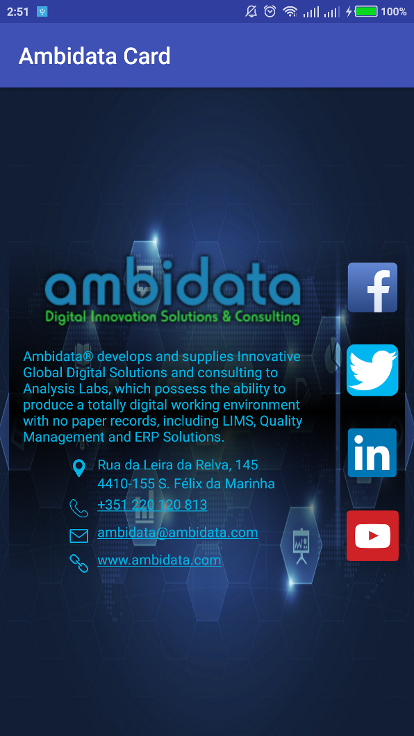 2:51
100%
Ambidata Card
ambidata
Digital Innovation Solutions & Consulting
Ambidata® develops and supplies Innovative
Global Digital Solutions and consulting to
Analysis Labs, which possess the ability to
produce a totally digital working environment
with no paper records, including LIMS, Quality
Management and ERP Solutions.
Rua da Leira da Relva, 145
4410-155 S. Félix da Marinha
+351 220 120 813
ambidata@ambidata.com
www.ambidata.com
f
in